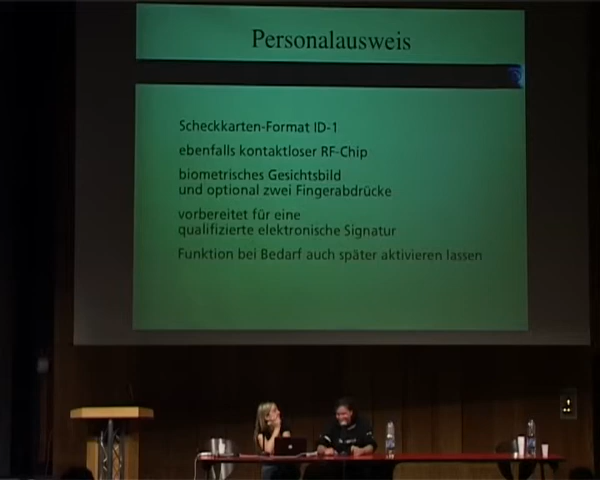 Personalausweis
Scheckkarten-Format ID-1
ebenfalls kontaktloser RF-Chip
biometrisches Gesichtsbild
und optional zwei Fingerabdrücke
vorbereitet für eine
qualifizierte elektronische Signatur
Funktion bei Bedarf auch später aktivieren lassen